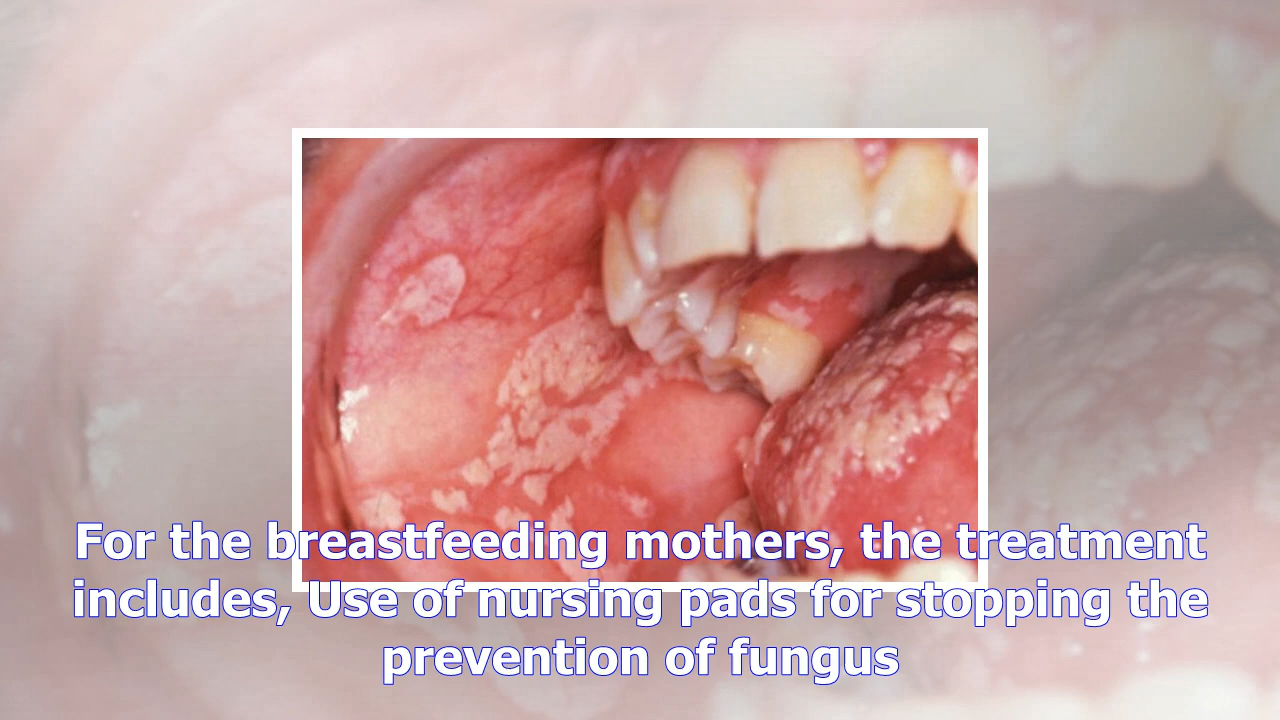 For the breastfeeding mothers, the treatment
includes, Use of nursing pads for stopping the
prevention of fungus